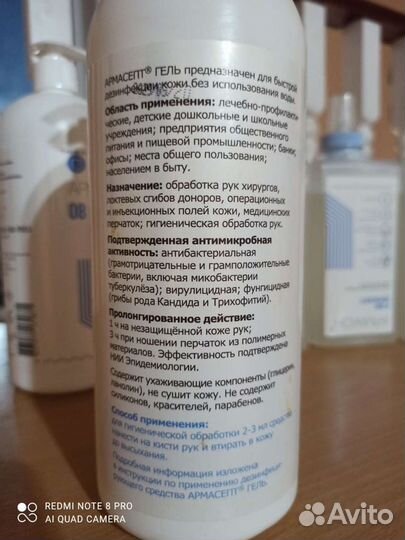 АРМАСЕПТ® ГЕЛЬ предназначен для быстрой
дезинфекции кожи без использования воды.
Область применения: лечебно-профилакти-
ческие, детские дошкольные и школьные
учреждения; предприятия общественного
питания и пищевой промышленности; банки;
офисы; места общего пользования;
населением в быту.
Назначение: обработка рук хирургов,
локтевых сгибов доноров, операционных
и инъекционных полей кожи, медицинских
перчаток; гигиеническая обработка рук.
Подтвержденная антимикробная
активность: антибактериальная
(грамотрицательные и грамположительные
бактерии, включая микобактерии
туберкулёза); вирулицидная; фунгицидная
(грибы рода Кандида и Трихофитий).
Пролонгированное действие:
1 ч на незащищённой коже рук;
3 ч при ношении перчаток из полимерных
материалов. Эффективность подтверждена
НИИ Эпидемиологии.
Содержит ухаживающие компоненты (глицерин,
ланолин), не сушит кожу. Не содержит
силиконов, красителей, парабенов.
Способ применения:
для гигиенической обработки 2-3 мл средства
нанести на кисти рук и втирать в кожу
до высыхания.
Подробная информация изложена
в инструкции по применению дезинфици-
рующего средства АРМАСЕПТ® ГЕЛЬ
08
REDMI NOTE 8 PRO
AI QUAD CAMERA
Avito